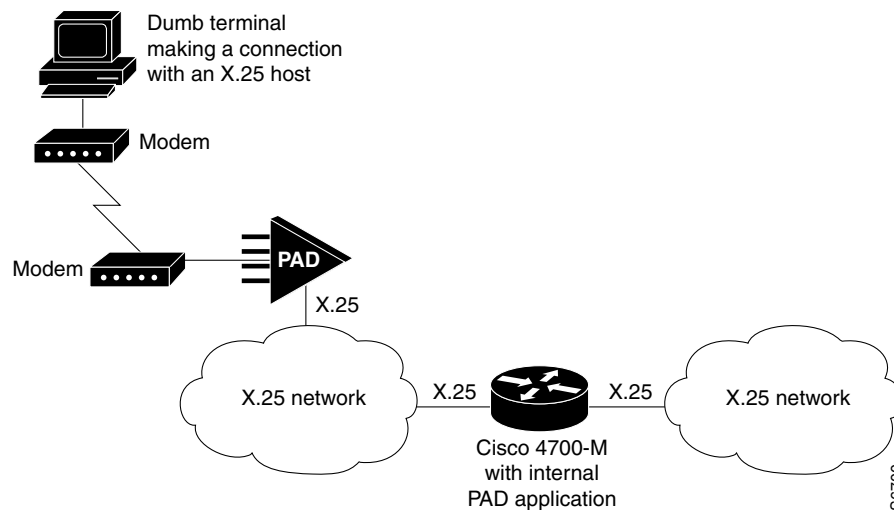 Dumb terminal
making a connection
with an X.25 host
Modem
Modem
PAD
X.25
X.25 network
X.25
X.25
X.25 network
Cisco 4700-M
with internal
PAD application